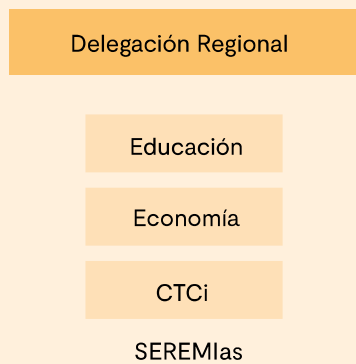 Delegación Regional
Educación
Economía
CTCi
SEREMIas